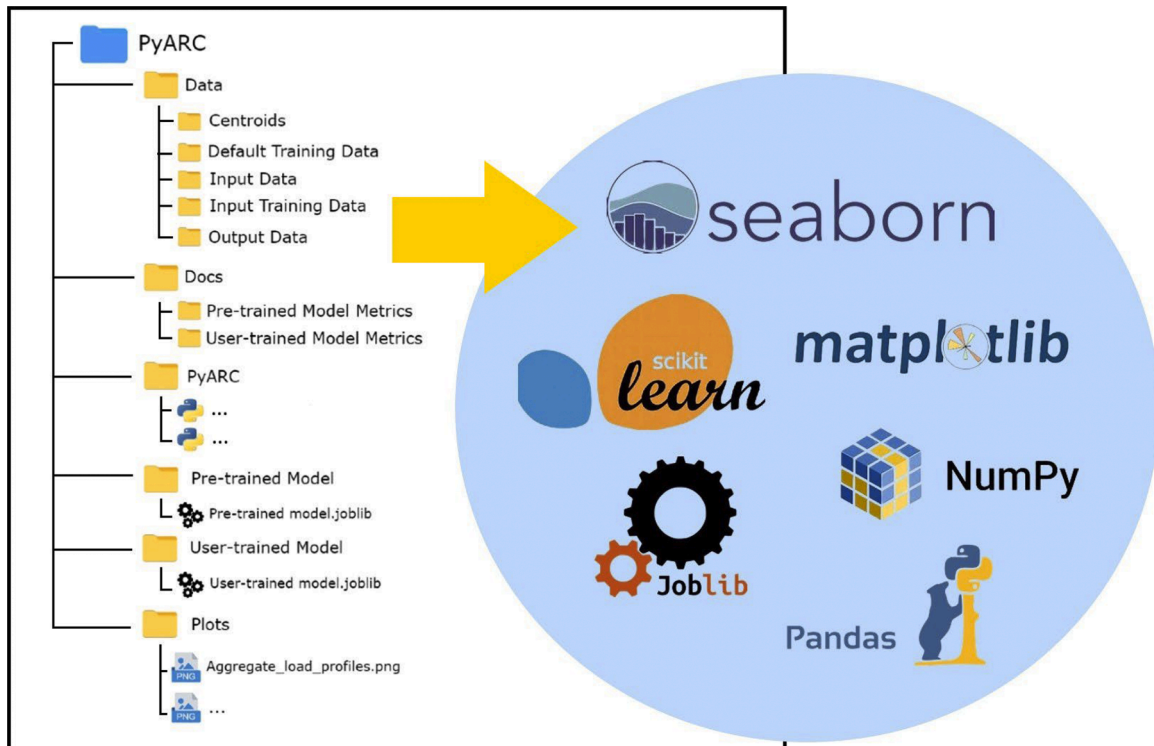 PyARC
Data
Centroids
Default Training Data
Input Data
Input Training Data
Output Data
Docs
Pre-trained Model Metrics
User-trained Model Metrics
PyARC
...
...
Pre-trained Model
Pre-trained model.joblib
User-trained Model
User-trained model.joblib
Plots
PNG
Aggregate_load_profiles.png
PNG
...
seaborn
scikit
learn
matplotlib
NumPy
Joblib
Pandas